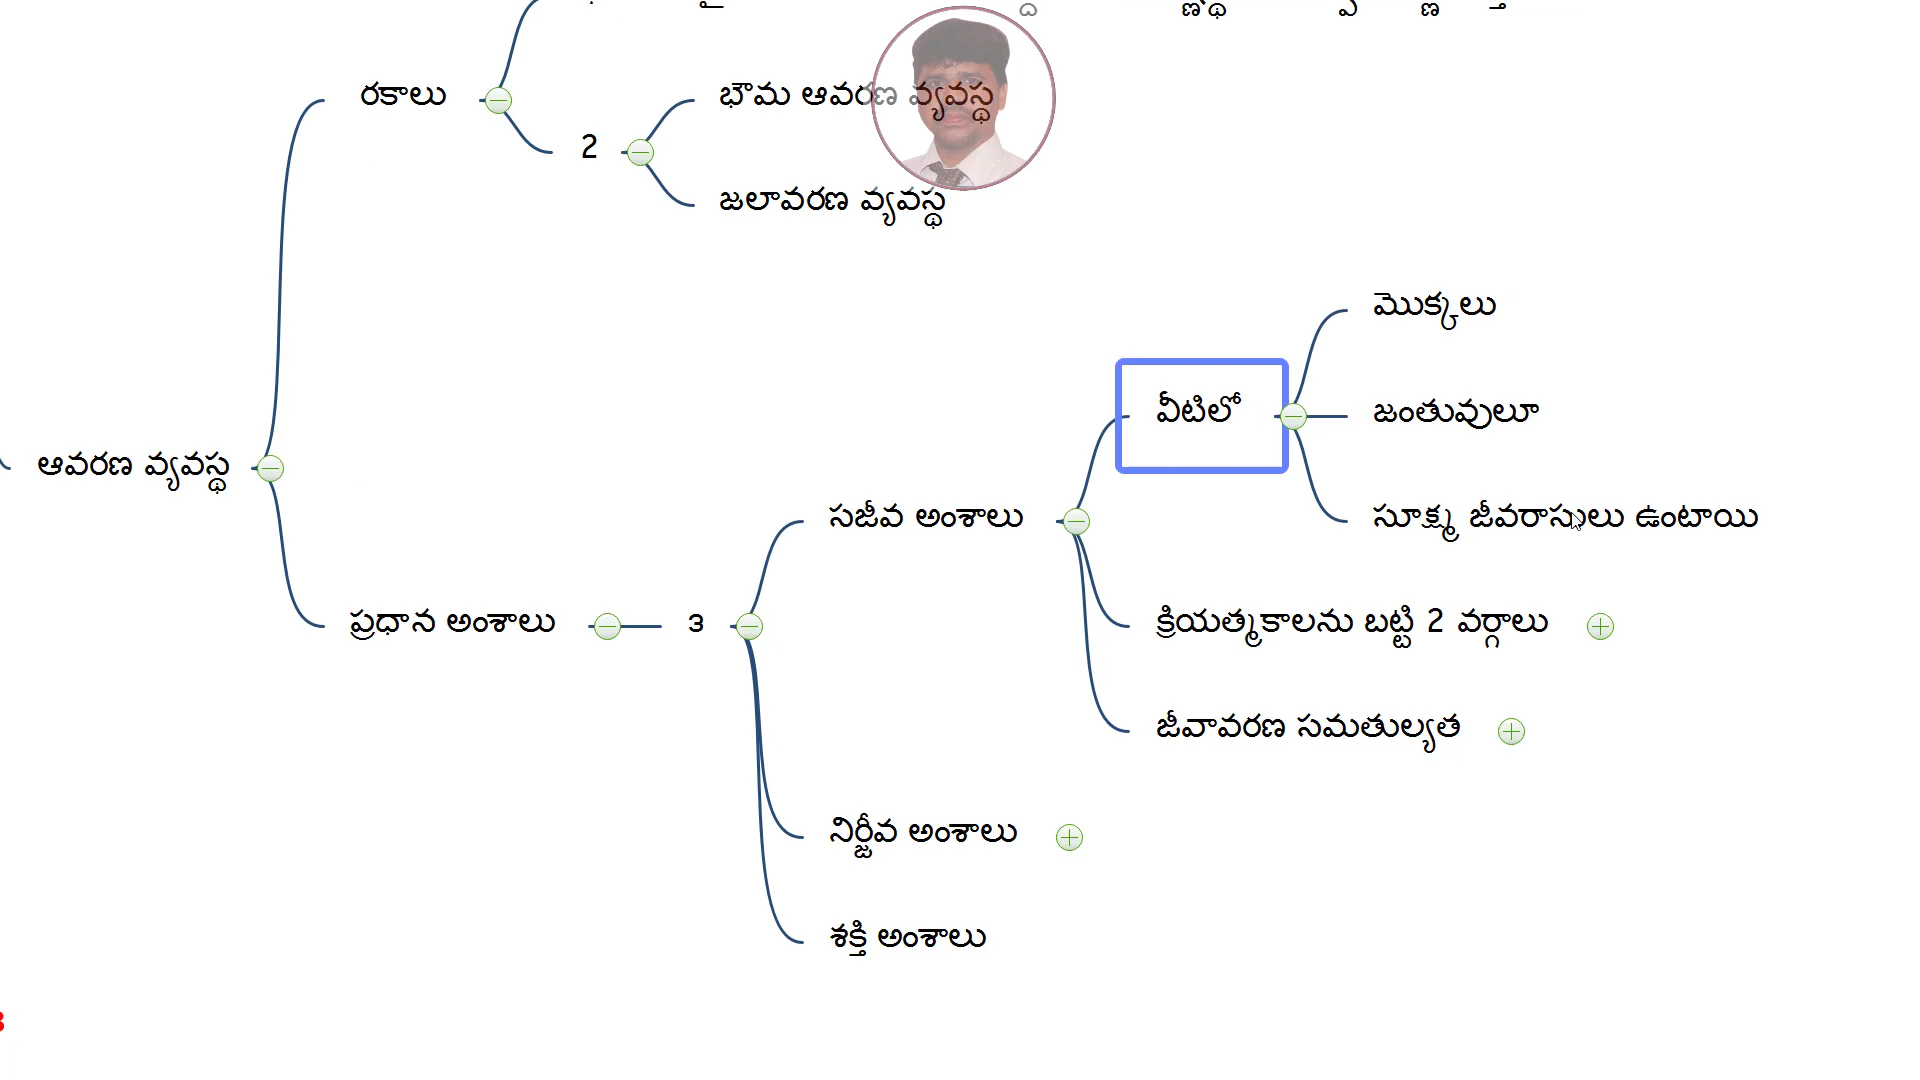 రకాలు
భౌమ ఆవరణ వ్యవస్థ
2
జలావరణ వ్యవస్థ
మొక్కలు
వీటిలో
జంతువులూ
ఆవరణ వ్యవస్థ
సజీవ అంశాలు
సూక్ష్మ జీవరాసులు ఉంటాయి
ప్రధాన అంశాలు
3
క్రియత్మకాలను బట్టి 2 వర్గాలు
జీవావరణ సమతుల్యత
నిర్జీవ అంశాలు
శక్తి అంశాలు